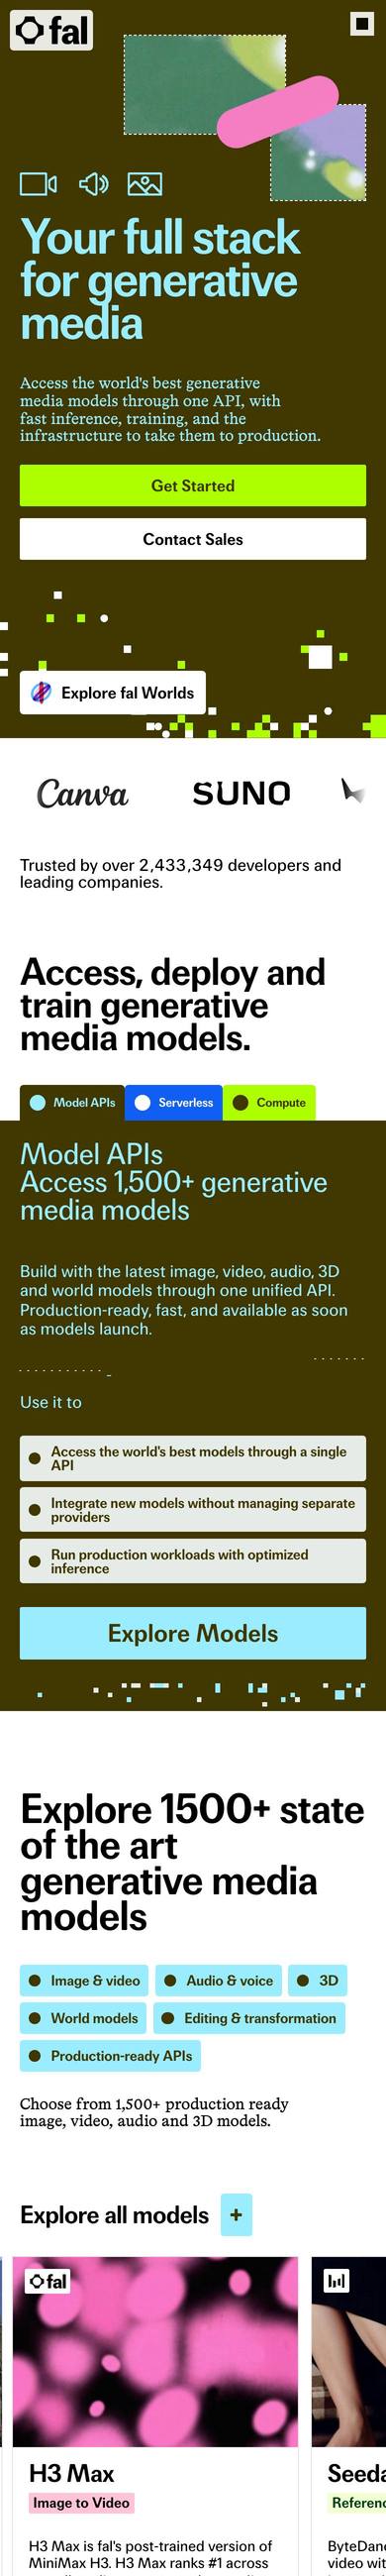 fal
Your full stack
for generative
media
Access the world's best generative
media models through one API, with
fast inference, training, and the
infrastructure to take them to production.
Get Started
Contact Sales
Explore fal Worlds
Canva
SUNO
Trusted by over 2,433,349 developers and
leading companies.
Access, deploy and
train generative
media models.
Model APIs
Serverless
Compute
Model APIs
Access 1,500+ generative
media models
Build with the latest image, video, audio, 3D
and world models through one unified API.
Production-ready, fast, and available as soon
as models launch.
Use it to
Access the world's best models through a single
API
Integrate new models without managing separate
providers
Run production workloads with optimized
inference
Explore Models
Explore 1500+ state
of the art
generative media
models
Image & video
Audio & voice
3D
World models
Editing & transformation
Production-ready APIs
Choose from 1,500+ production ready
image, video, audio and 3D models.
Explore all models +
fal
H3 Max
Image to Video
H3 Max is fal's post-trained version of
MiniMax H3. H3 Max ranks #1 across